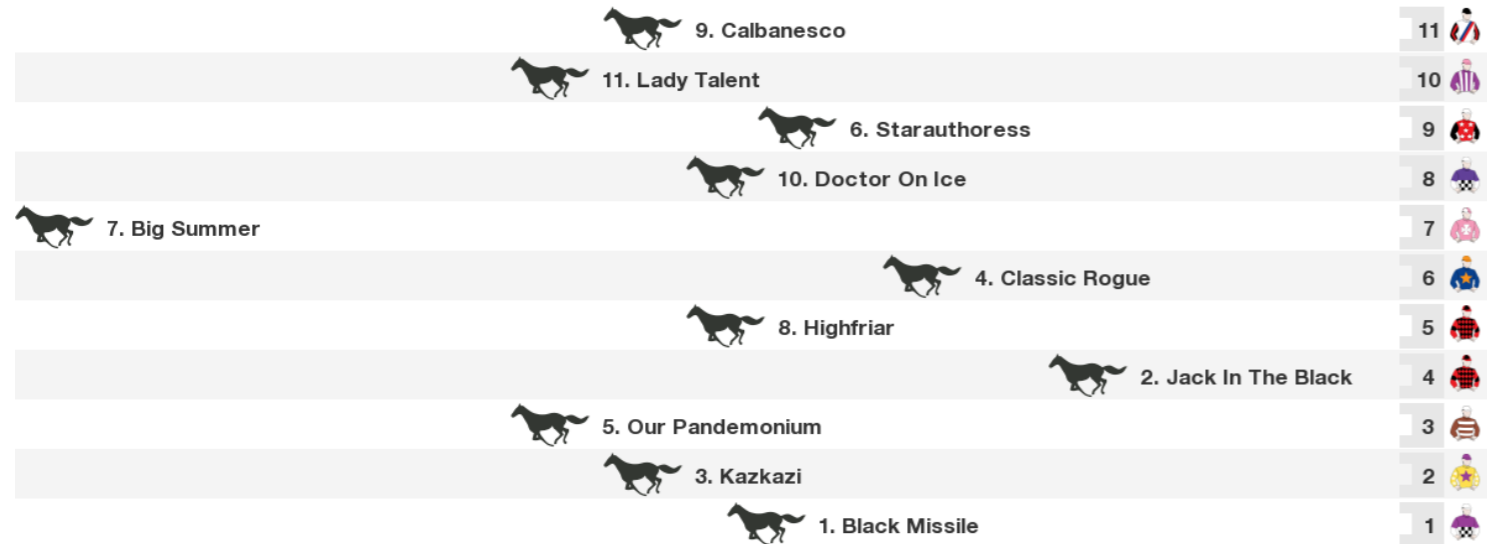 9. Calbanesco 11
11. Lady Talent 10
6. Starauthoress 9
10. Doctor On Ice 8
7. Big Summer 7
4. Classic Rogue 6
8. Highfriar 5
2. Jack In The Black 4
5. Our Pandemonium 3
3. Kazkazi 2
1. Black Missile 1